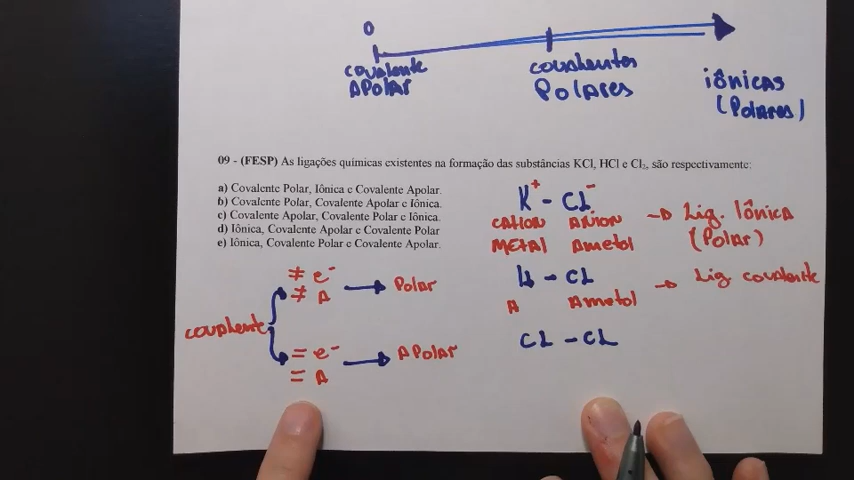 0
covalente
APOLAR
covalentes
Polares
iônicas
(Polares)
09 - (FESP) As ligações químicas existentes na formação das substâncias KCl, HCl e Cl₂, são respectivamente:
a) Covalente Polar, Iônica e Covalente Apolar.
b) Covalente Polar, Covalente Apolar e Iônica.
c) Covalente Apolar, Covalente Polar e Iônica.
d) Iônica, Covalente Apolar e Covalente Polar
e) Iônica, Covalente Polar e Covalente Apolar.
K⁺ - CL⁻
CÁTION ÂNION → Lig. Iônica
METAL Ametal (Polar)
H - CL → Lig. covalente
A Ametal
CL - CL
covalente
≠ e⁻
≠ A → Polar
= e⁻ → APolar
= A